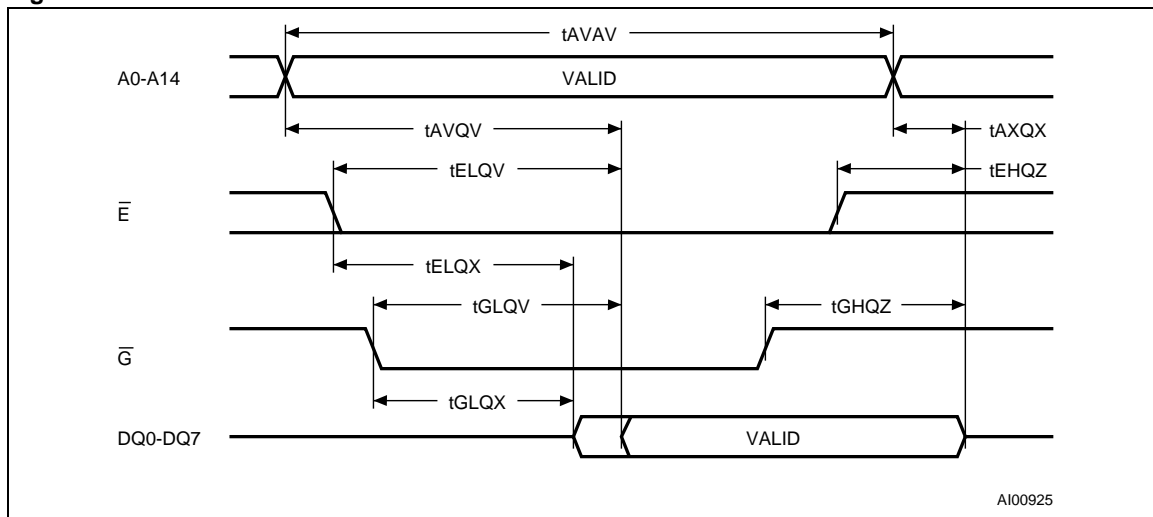 tAVAV
A0-A14
VALID
tAVQV
tAXQX
tELQV
tEHQZ
E̅
tELQX
tGLQV
tGHQZ
G̅
tGLQX
DQ0-DQ7
VALID
AI00925